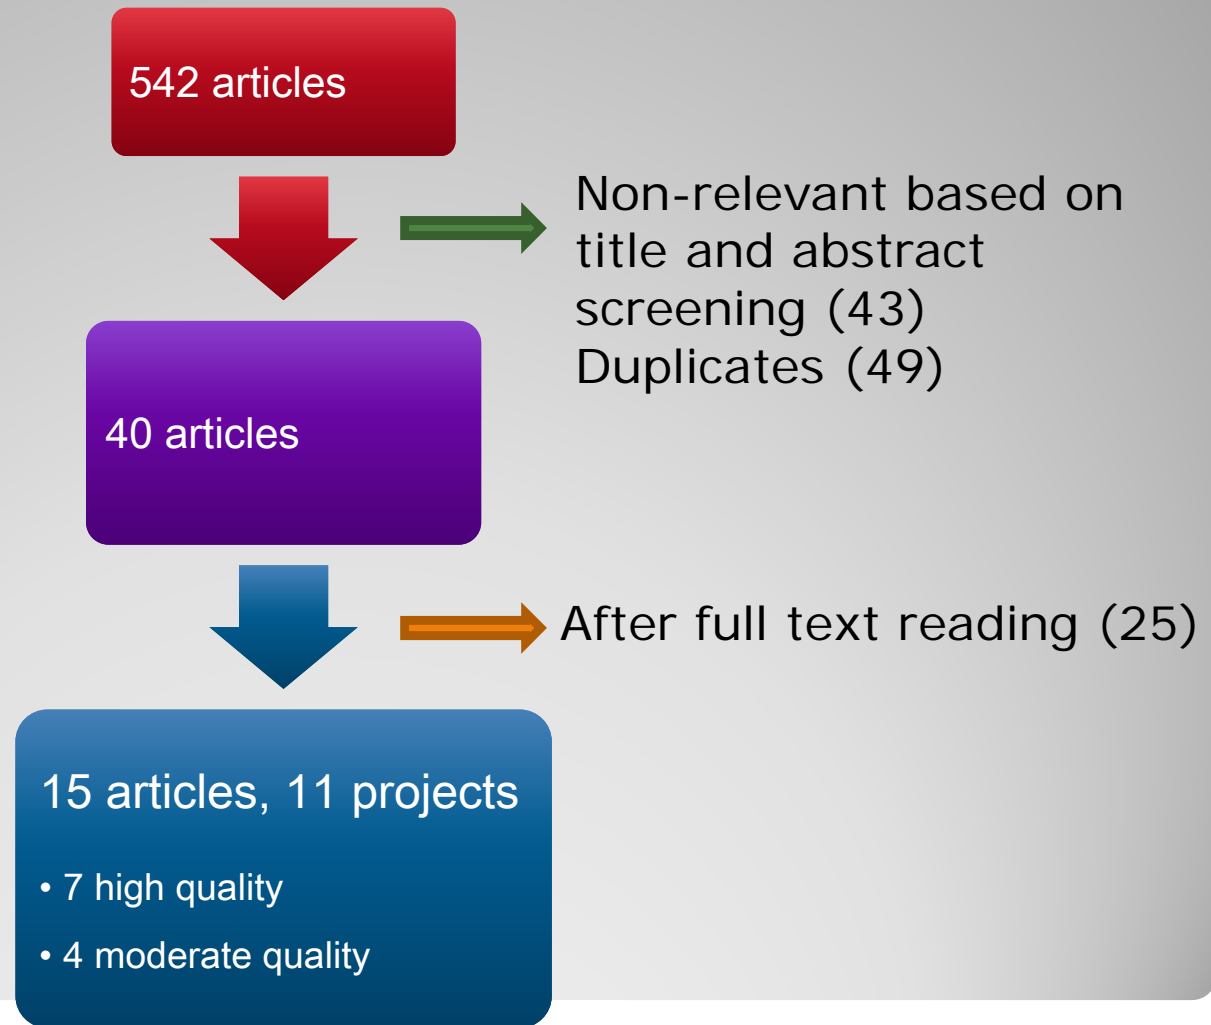 542 articles
Non-relevant based on
title and abstract
screening (43)
Duplicates (49)
40 articles
After full text reading (25)
15 articles, 11 projects
• 7 high quality
• 4 moderate quality